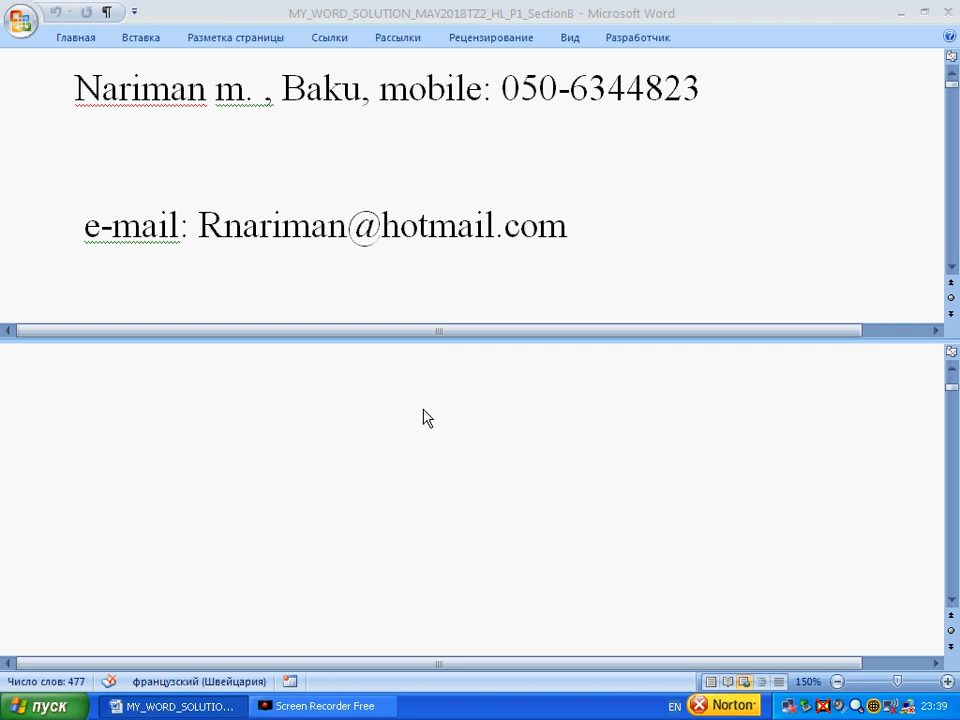 MY_WORD_SOLUTION_MAY2018TZ2_HL_P1_SectionB - Microsoft Word
Главная Вставка Разметка страницы Ссылки Рассылки Рецензирование Вид Разработчик
Nariman m. , Baku, mobile: 050-6344823
e-mail: Rnariman@hotmail.com
Число слов: 477 французский (Швейцария) 150%
пуск MY_WORD_SOLUTIO... Screen Recorder Free EN Norton 23:39